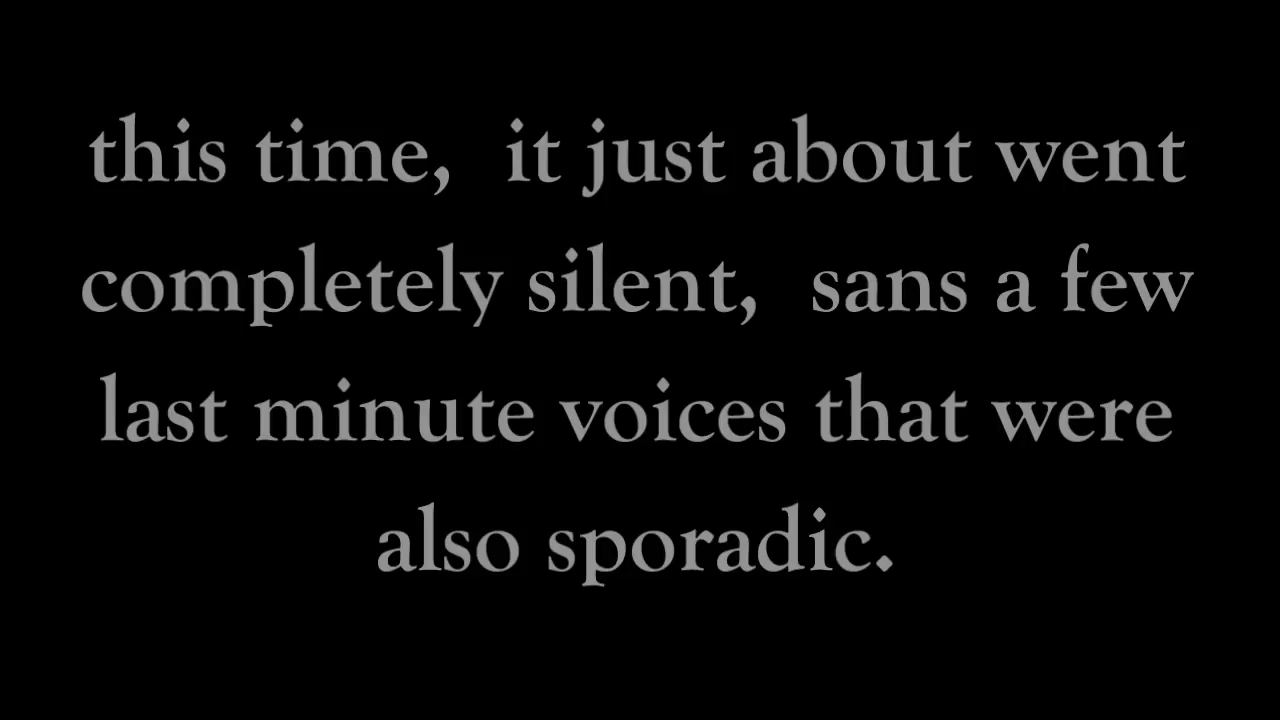 this time,  it just about went
completely silent,  sans a few
last minute voices that were
also sporadic.